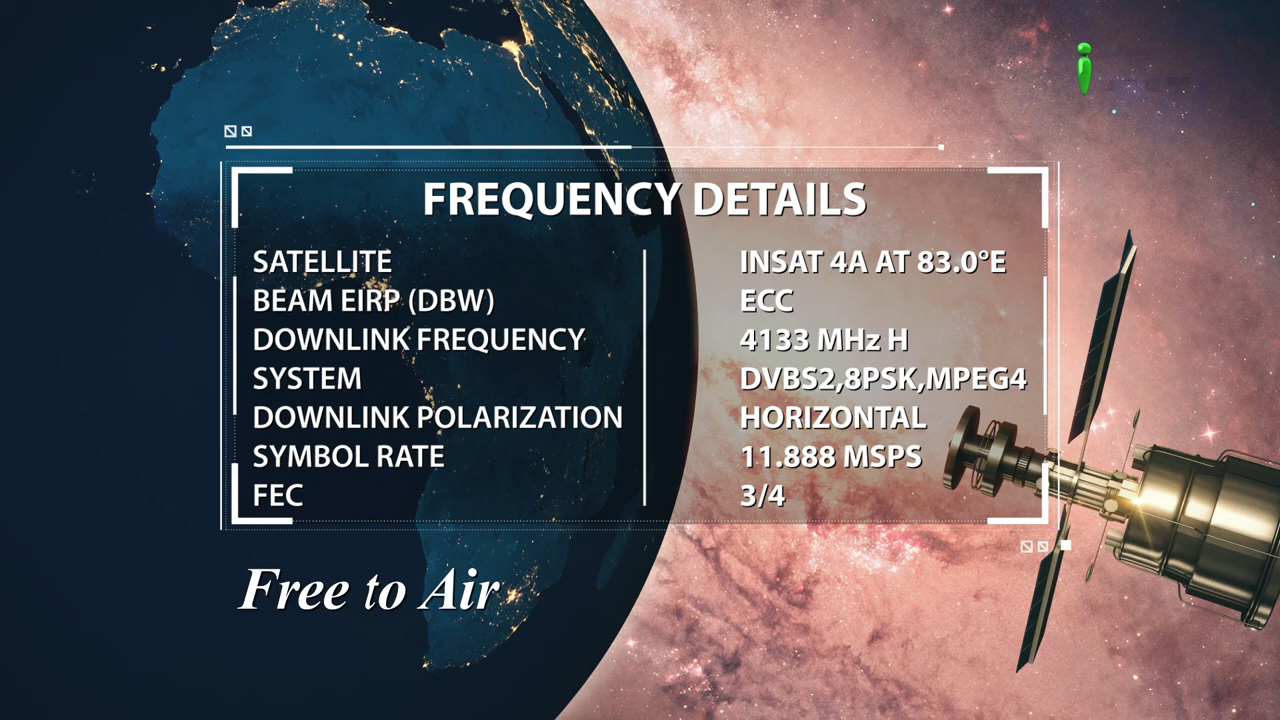 FREQUENCY DETAILS
SATELLITE INSAT 4A AT 83.0°E
BEAM EIRP (DBW) ECC
DOWNLINK FREQUENCY 4133 MHz H
SYSTEM DVBS2,8PSK,MPEG4
DOWNLINK POLARIZATION HORIZONTAL
SYMBOL RATE 11.888 MSPS
FEC 3/4
Free to Air